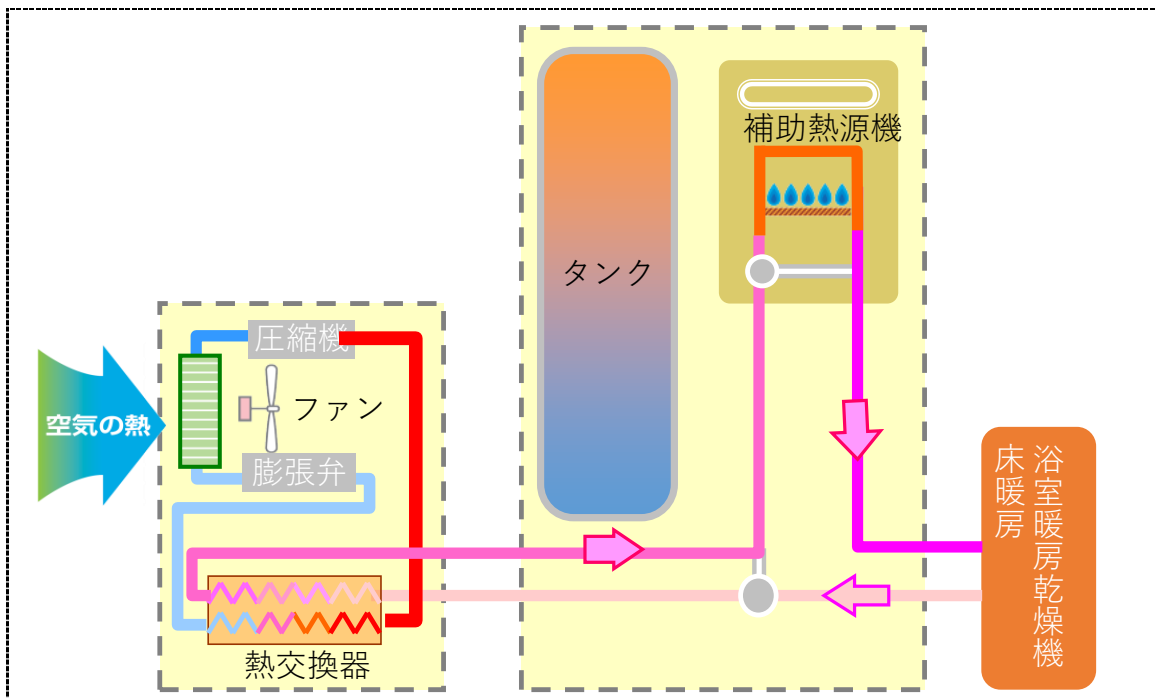 補助熱源機
タンク
圧縮機
ファン
空気の熱
膨張弁
熱交換器
浴室暖房乾燥機
床暖房